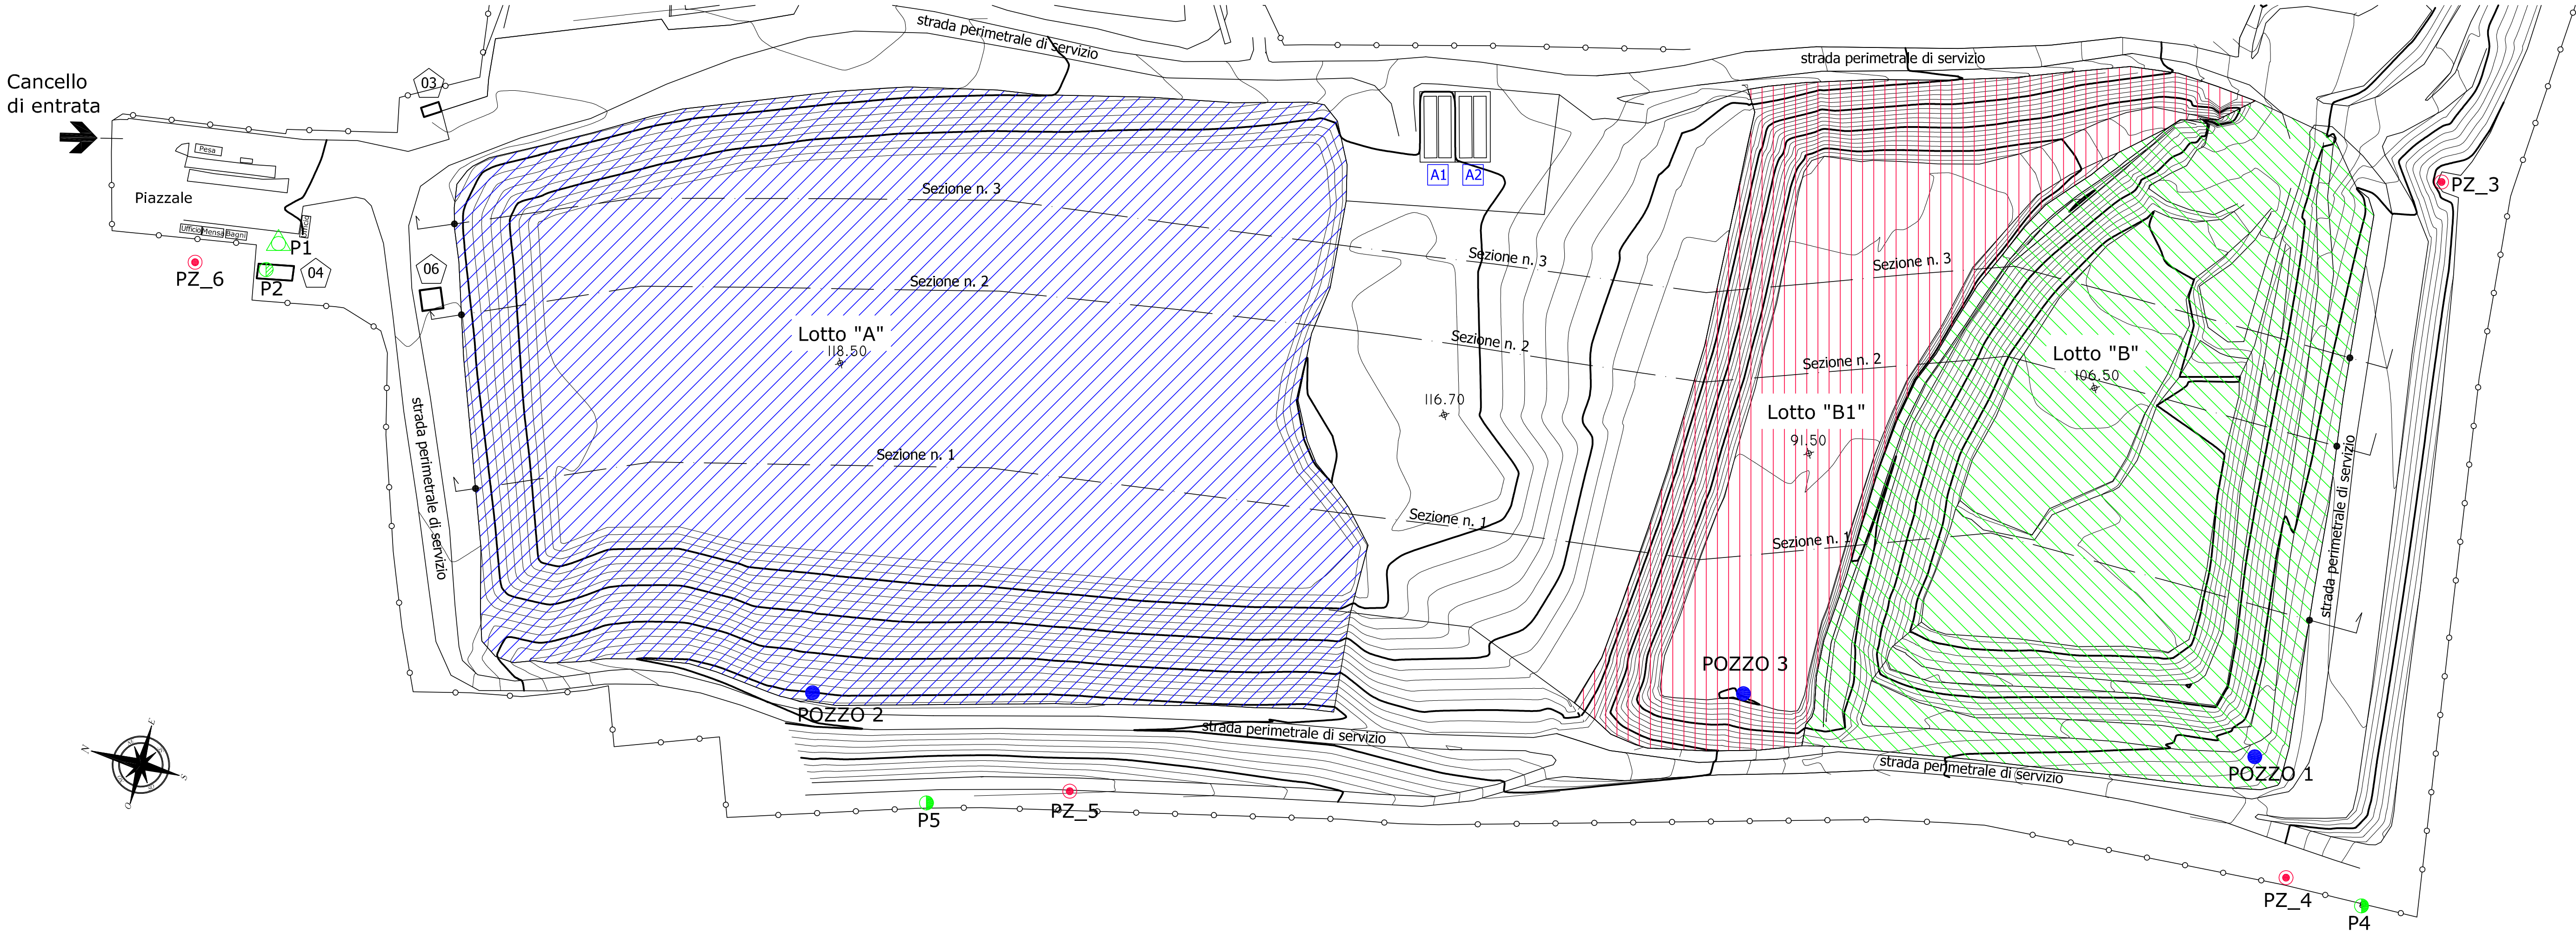 strada perimetrale di servizio
strada perimetrale di servizio
Cancello
di entrata
03
Pesa
Piazzale
Ufficio
Mensa
Bagni
P1
PZ_6
P2
04
06
A1
A2
PZ_3
Sezione n. 3
Sezione n. 3
Sezione n. 3
Sezione n. 2
Sezione n. 2
Sezione n. 2
Lotto "A"
118.50
Lotto "B"
106.50
116.70
Lotto "B1"
91.50
strada perimetrale di servizio
Sezione n. 1
Sezione n. 1
Sezione n. 1
strada perimetrale di servizio
POZZO 3
POZZO 2
strada perimetrale di servizio
strada perimetrale di servizio
POZZO 1
N
E
S
O
P5
PZ_5
PZ_4
P4